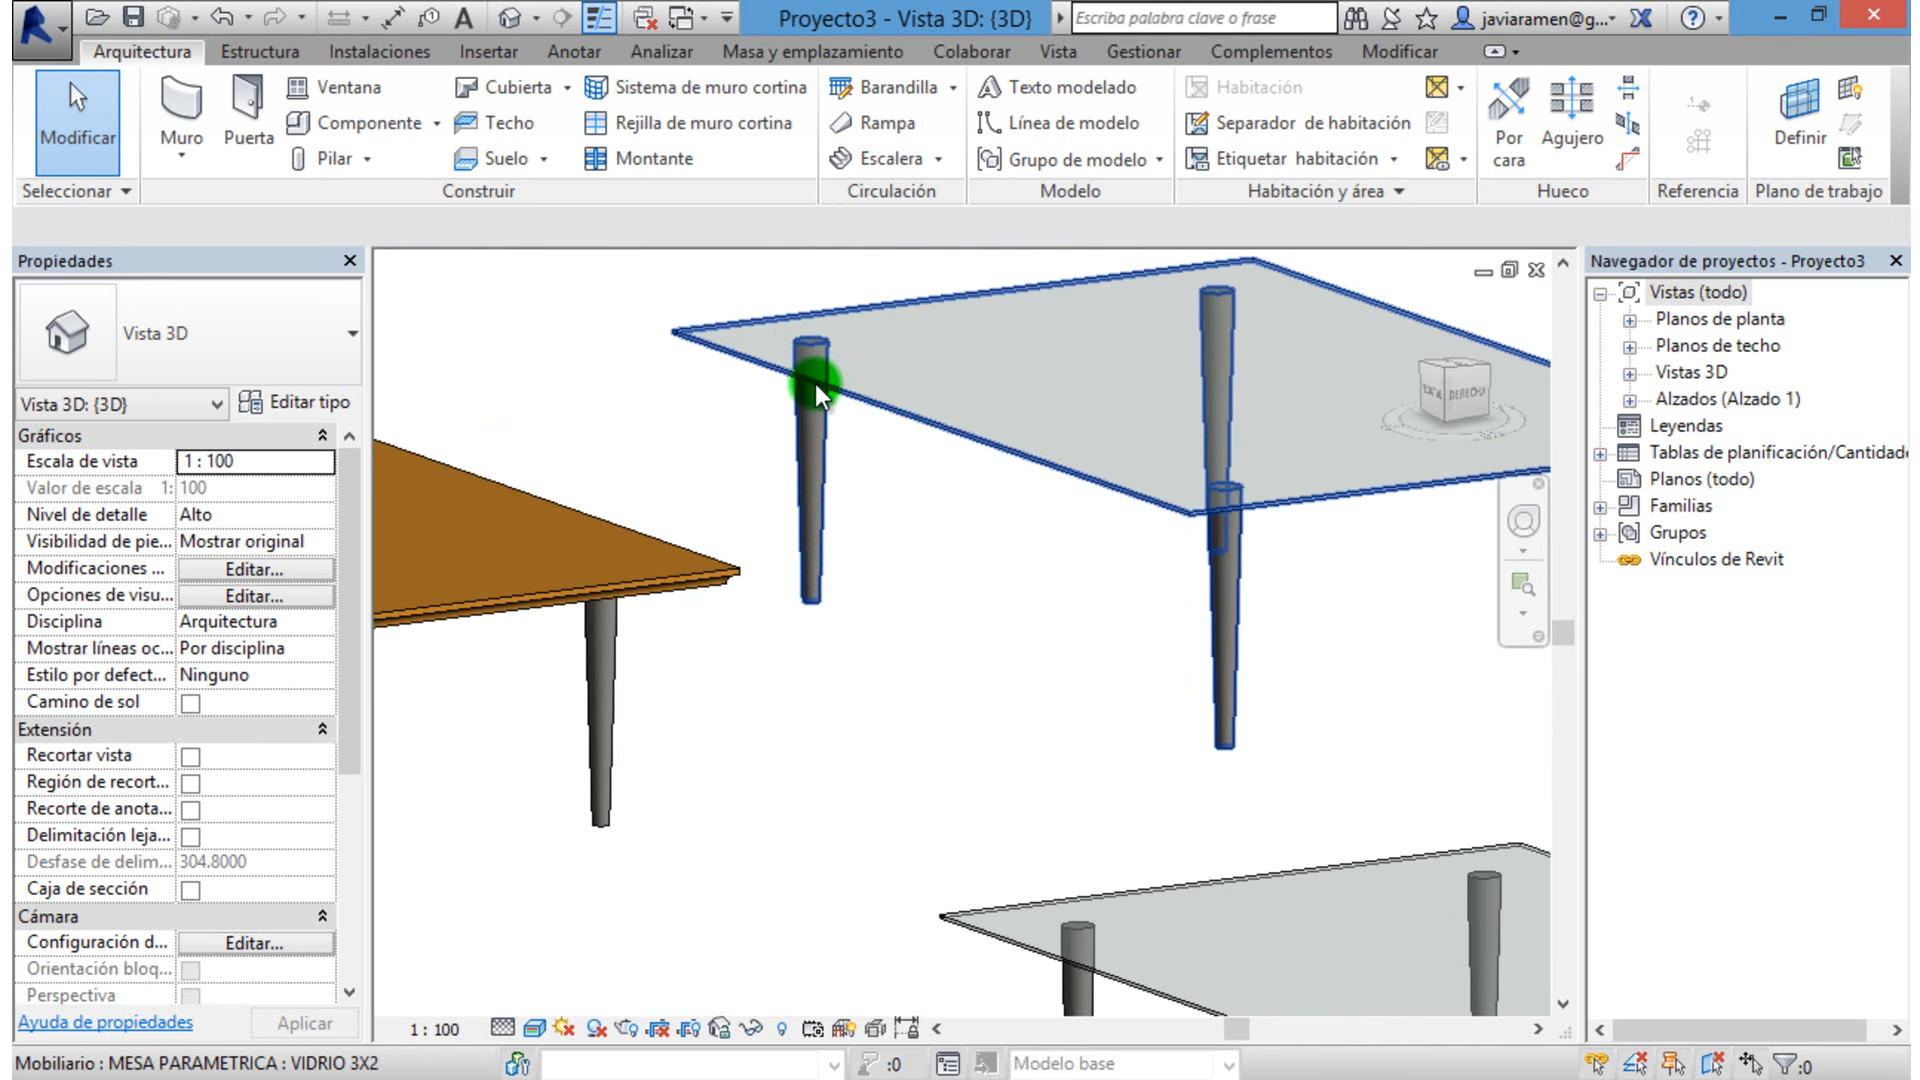 Proyecto3 - Vista 3D: {3D}
Escriba palabra clave o frase
javiaramen@g...
Arquitectura Estructura Instalaciones Insertar Anotar Analizar Masa y emplazamiento Colaborar Vista Gestionar Complementos Modificar
Modificar
Muro
Puerta
Ventana
Componente
Pilar
Cubierta
Techo
Suelo
Sistema de muro cortina
Rejilla de muro cortina
Montante
Barandilla
Rampa
Escalera
Texto modelado
Línea de modelo
Grupo de modelo
Habitación
Separador de habitación
Etiquetar habitación
Por
cara
Agujero
Definir
Seleccionar
Construir
Circulación
Modelo
Habitación y área
Hueco
Referencia
Plano de trabajo
Propiedades
Vista 3D
Vista 3D: {3D}
Editar tipo
Gráficos
Escala de vista 1 : 100
Valor de escala 1: 100
Nivel de detalle Alto
Visibilidad de pie... Mostrar original
Modificaciones ... Editar...
Opciones de visu... Editar...
Disciplina Arquitectura
Mostrar líneas oc... Por disciplina
Estilo por defect... Ninguno
Camino de sol
Extensión
Recortar vista
Región de recort...
Recorte de anota...
Delimitación leja...
Desfase de delim... 304.8000
Caja de sección
Cámara
Configuración d... Editar...
Orientación bloq...
Perspectiva
Ayuda de propiedades
Aplicar
DERECHA
1 : 100
Navegador de proyectos - Proyecto3
Vistas (todo)
Planos de planta
Planos de techo
Vistas 3D
Alzados (Alzado 1)
Leyendas
Tablas de planificación/Cantidad
Planos (todo)
Familias
Grupos
Vínculos de Revit
Mobiliario : MESA PARAMETRICA : VIDRIO 3X2
:0
Modelo base
:0